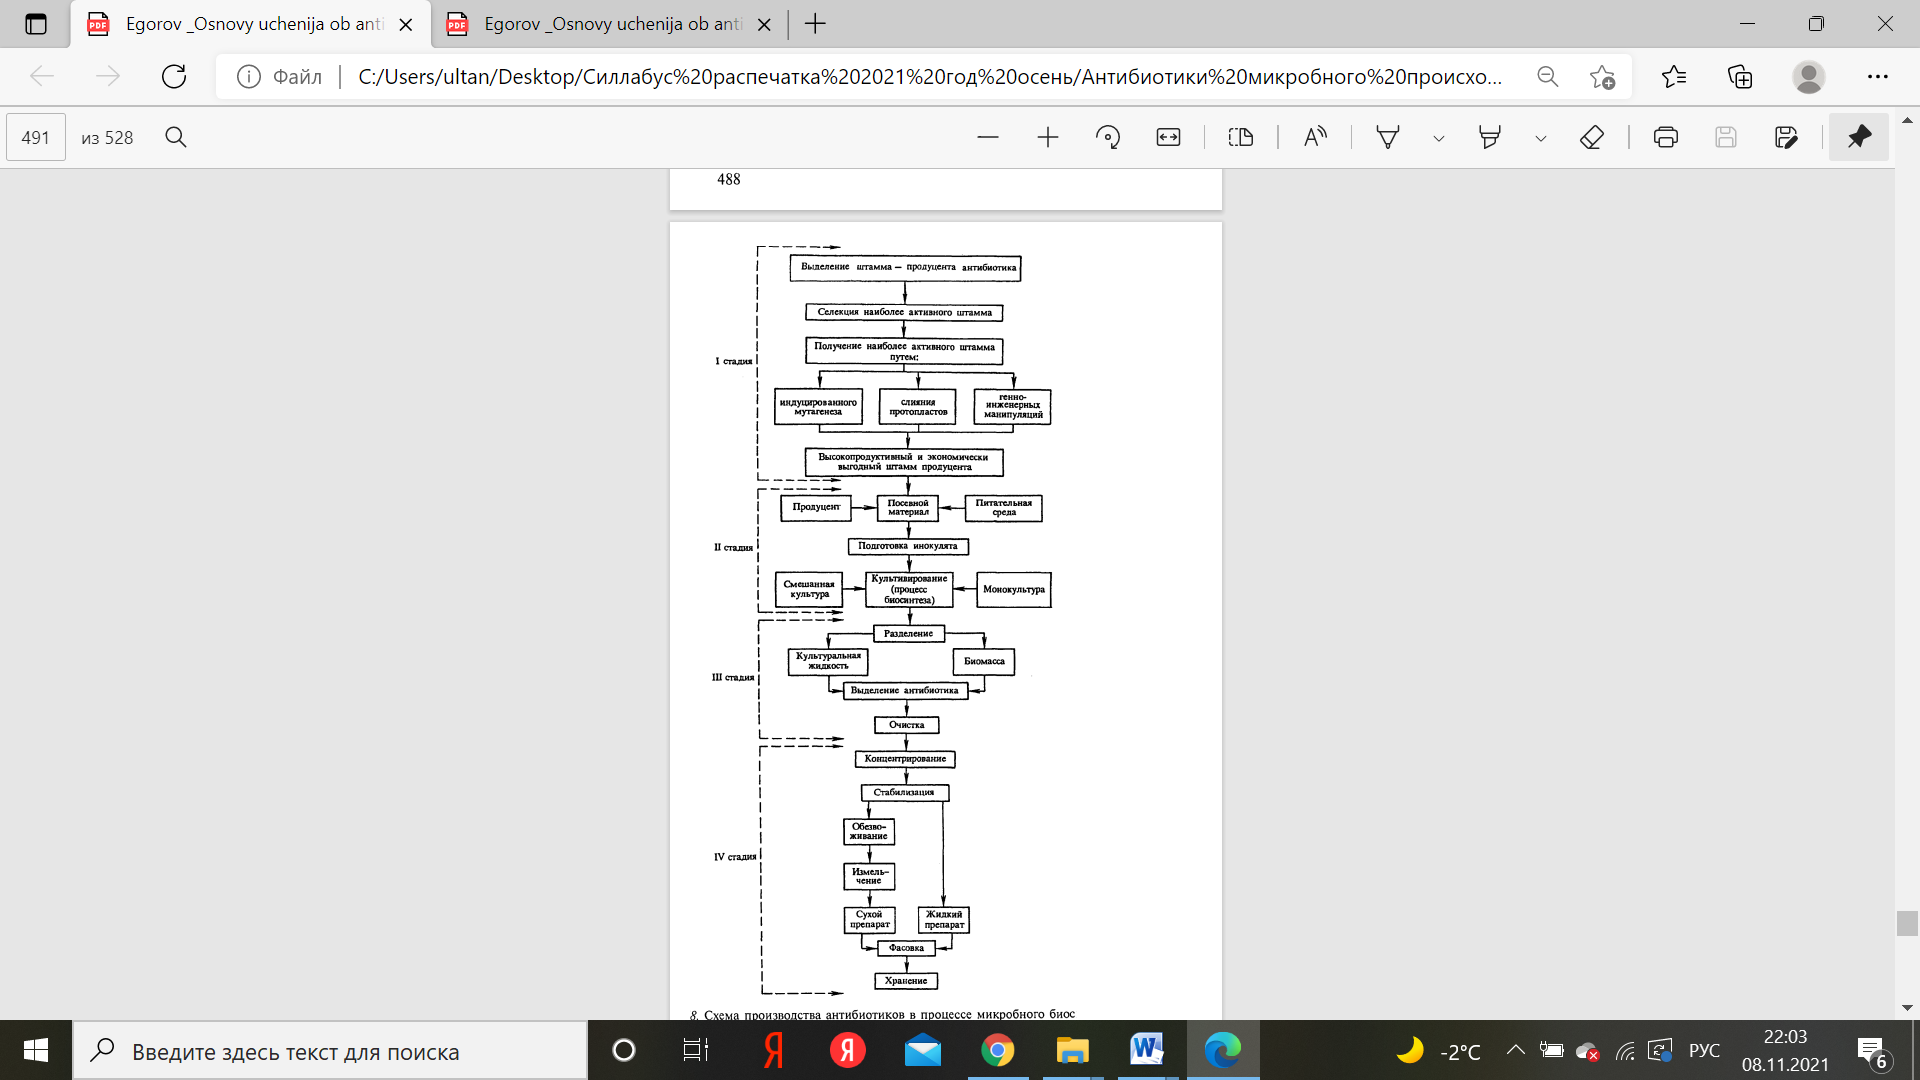 Egorov _Osnovy uchenija ob anti
Egorov _Osnovy uchenija ob anti
Файл
C:/Users/ultan/Desktop/Силлабус%20распечатка%202021%20год%20осень/Антибиотики%20микробного%20происхо...
491
из 528
488
I стадия
Выделение штамма – продуцента антибиотика
Селекция наиболее активного штамма
Получение наиболее активного штамма
путем:
индуцированного
мутагенеза
слияния
протопластов
генно-
инженерных
манипуляций
Высокопродуктивный и экономически
выгодный штамм продуцента
II стадия
Продуцент
Посевной
материал
Питательная
среда
Подготовка инокулята
Смешанная
культура
Культивирование
(процесс
биосинтеза)
Монокультура
III стадия
Разделение
Культуральная
жидкость
Биомасса
Выделение антибиотика
Очистка
IV стадия
Концентрирование
Стабилизация
Обезво-
живание
Измель-
чение
Сухой
препарат
Жидкий
препарат
Фасовка
Хранение
8. Схема производства антибиотиков в процессе микробного биос
Введите здесь текст для поиска
-2°C
РУС
22:03
08.11.2021
6